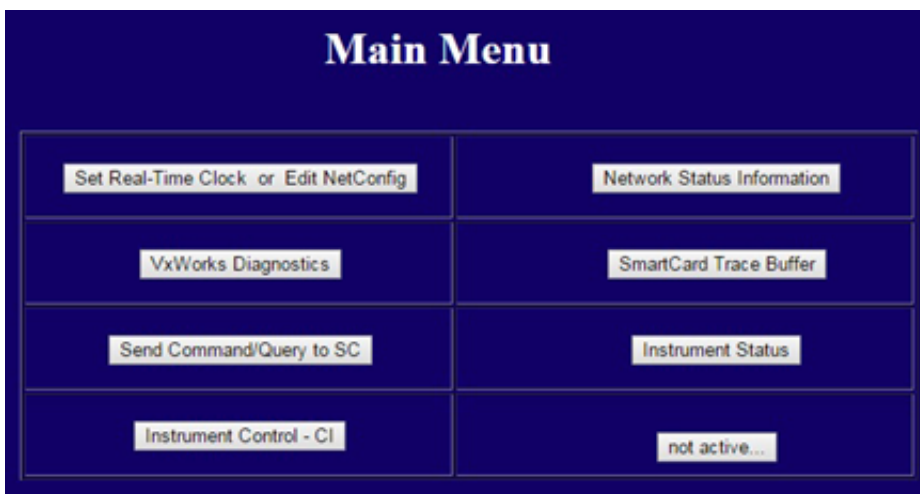 Main Menu
Set Real-Time Clock or Edit NetConfig
Network Status Information
VxWorks Diagnostics
SmartCard Trace Buffer
Send Command/Query to SC
Instrument Status
Instrument Control - CI
not active...